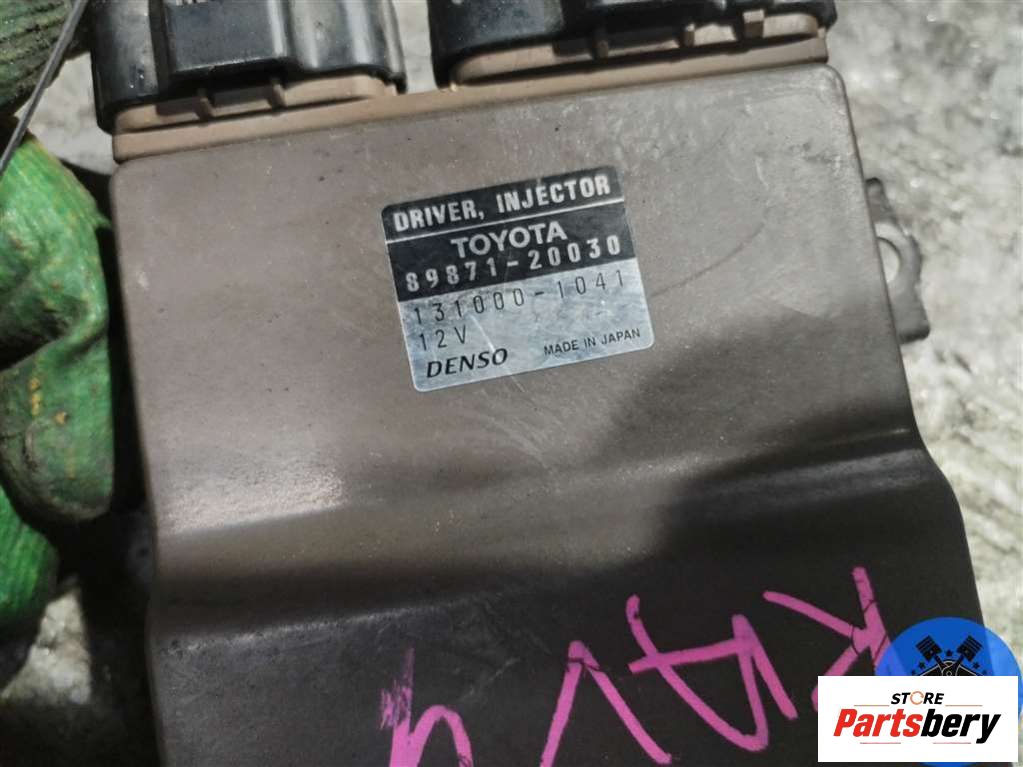 DRIVER, INJECTOR
TOYOTA
89871-20030
131000-1041
12V
DENSO MADE IN JAPAN
RAV4
STORE
Partsbery